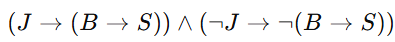 (J → (B → S)) ∧ (¬J → ¬(B → S))